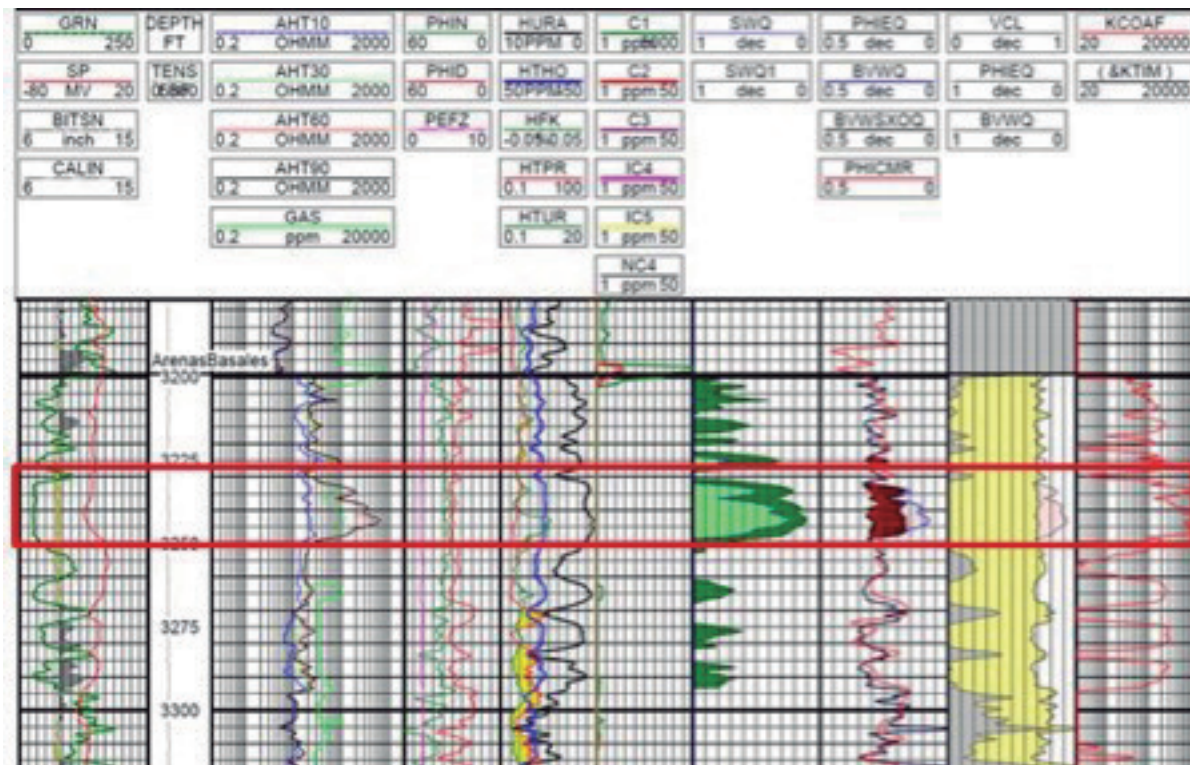 GRN
0 250
SP
-80 MV 20
BITSN
6 inch 15
CALIN
6 15
DEPTH
FT
TENS
AHT10
0.2 OHMM 2000
AHT30
0.2 OHMM 2000
AHT60
0.2 OHMM 2000
AHT90
0.2 OHMM 2000
GAS
0.2 ppm 20000
PHIN
60 0
PHID
60 0
PEFZ
0 10
HURA
10PPM 0
HTHO
50PPM
HFK
HTPR
0.1 100
HTUR
0.1 20
C1
1 ppm
C2
1 ppm 50
C3
1 ppm 50
IC4
1 ppm 50
IC5
1 ppm 50
NC4
1 ppm 50
SWQ
1 dec 0
SWQ1
1 dec 0
PHIEQ
0.5 dec 0
BVWQ
0.5 dec 0
BVWSXOQ
0.5 dec 0
PHICMR
0.5 0
VCL
0 dec 1
PHIEQ
1 dec 0
BVWQ
1 dec 0
KCOAF
20 20000
(&KTIM)
20 20000
ArenasBasales
3200
3225
3250
3275
3300